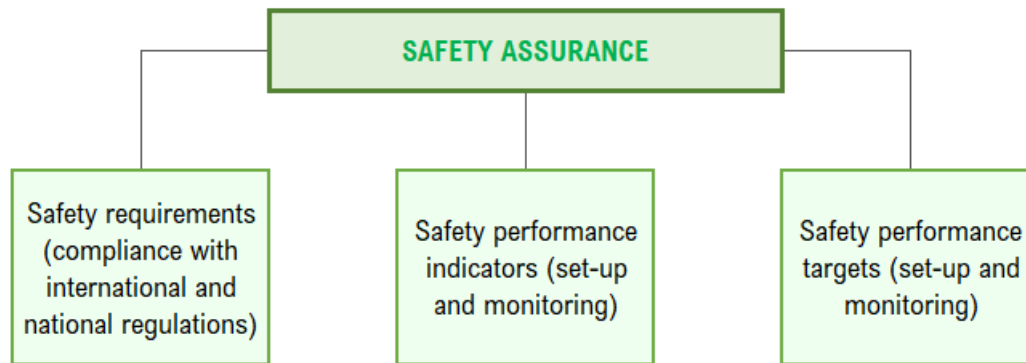 SAFETY ASSURANCE
Safety requirements
(compliance with
international and
national regulations)
Safety performance
indicators (set-up
and monitoring)
Safety performance
targets (set-up and
monitoring)